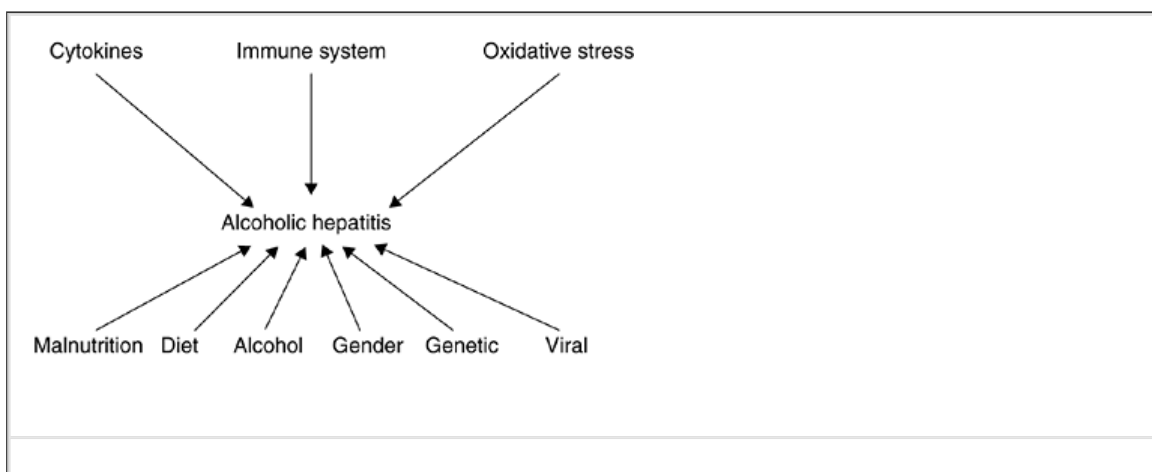 Cytokines Immune system Oxidative stress
Alcoholic hepatitis
Malnutrition Diet Alcohol Gender Genetic Viral